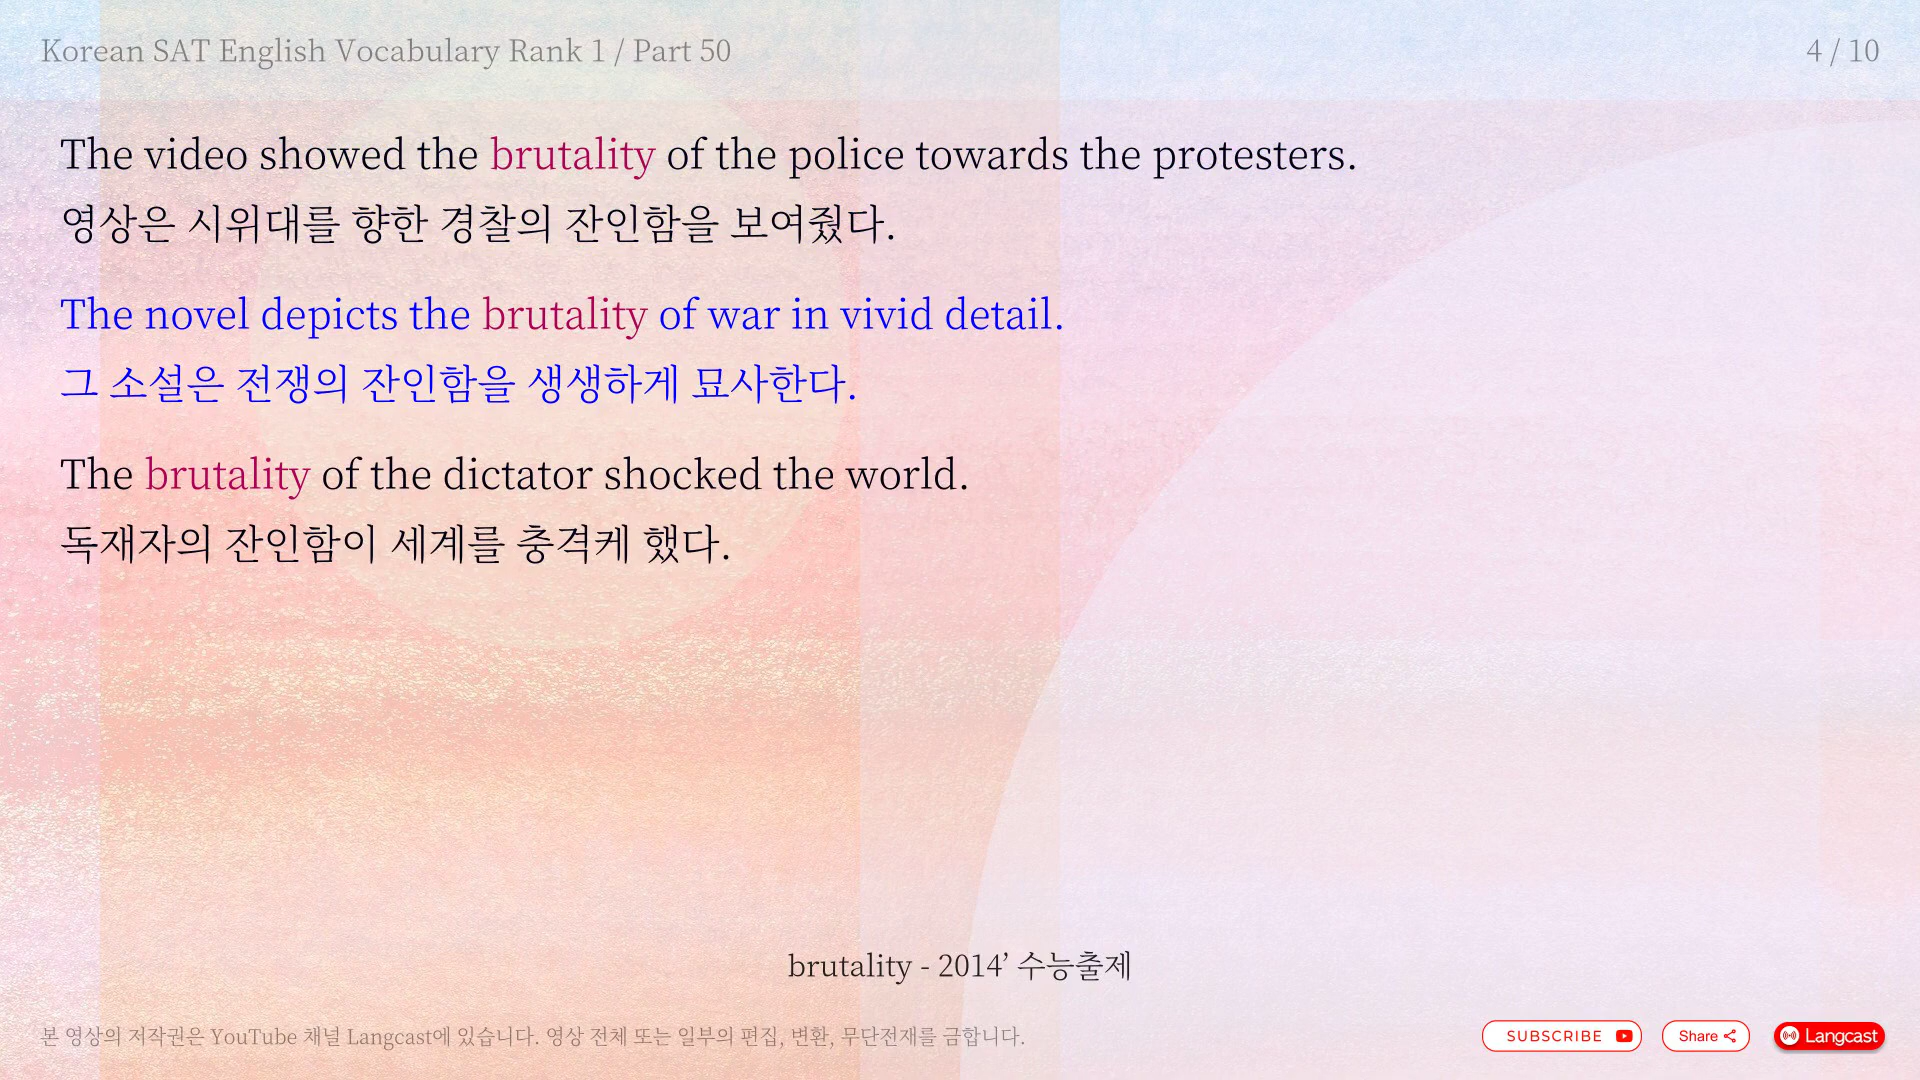 Korean SAT English Vocabulary Rank 1 / Part 50
4 / 10
The video showed the brutality of the police towards the protesters.
영상은 시위대를 향한 경찰의 잔인함을 보여줬다.
The novel depicts the brutality of war in vivid detail.
그 소설은 전쟁의 잔인함을 생생하게 묘사한다.
The brutality of the dictator shocked the world.
독재자의 잔인함이 세계를 충격케 했다.
brutality - 2014’ 수능출제
본 영상의 저작권은 YouTube 채널 Langcast에 있습니다. 영상 전체 또는 일부의 편집, 변환, 무단전재를 금합니다.
SUBSCRIBE
Share
Langcast